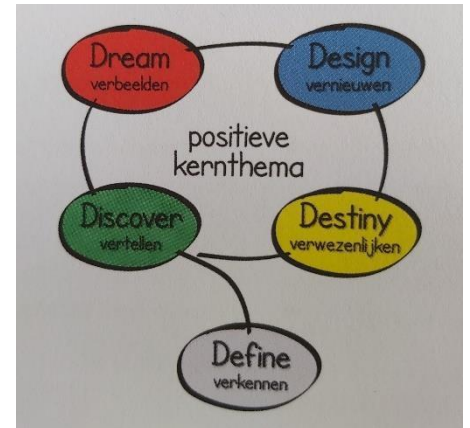 Dream
verbeelden
Design
vernieuwen
positieve
kernthema
Discover
vertellen
Destiny
verwezenlijken
Define
verkennen